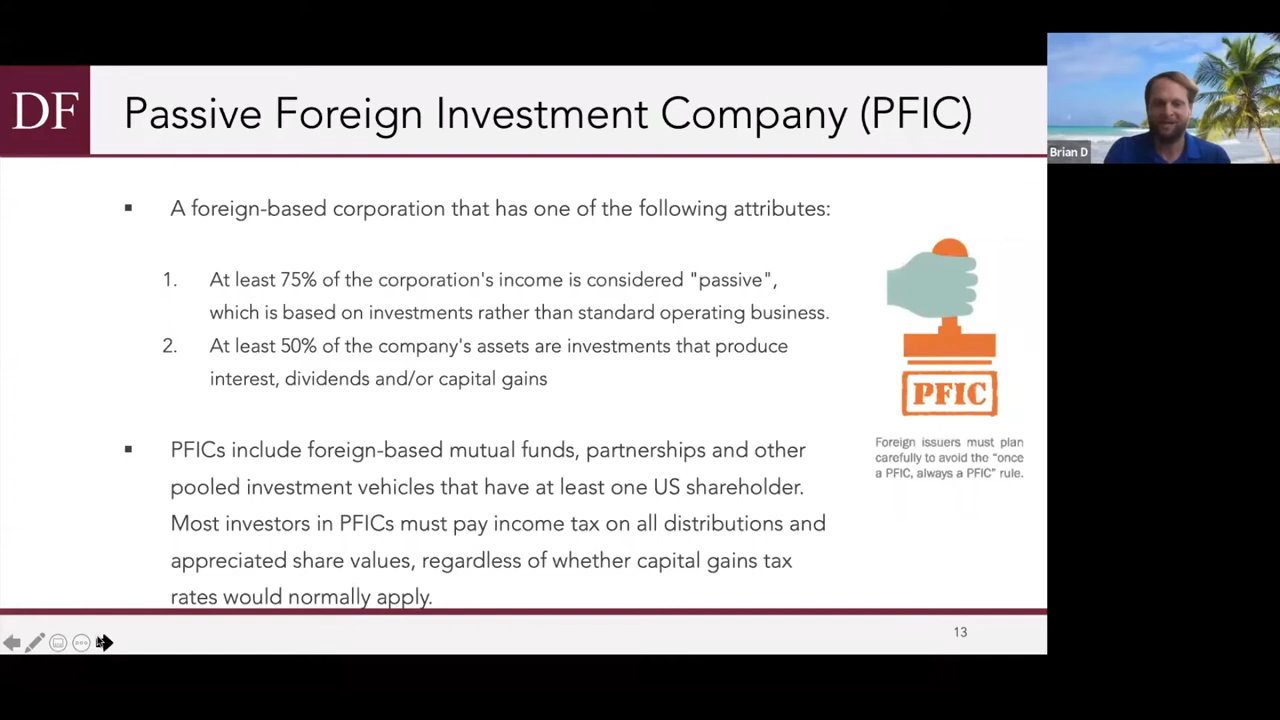 DF
Passive Foreign Investment Company (PFIC)
Brian D
▪ A foreign-based corporation that has one of the following attributes:
1. At least 75% of the corporation's income is considered "passive",
which is based on investments rather than standard operating business.
2. At least 50% of the company's assets are investments that produce
interest, dividends and/or capital gains
PFIC
Foreign issuers must plan
carefully to avoid the “once
a PFIC, always a PFIC” rule.
▪ PFICs include foreign-based mutual funds, partnerships and other
pooled investment vehicles that have at least one US shareholder.
Most investors in PFICs must pay income tax on all distributions and
appreciated share values, regardless of whether capital gains tax
rates would normally apply.
13